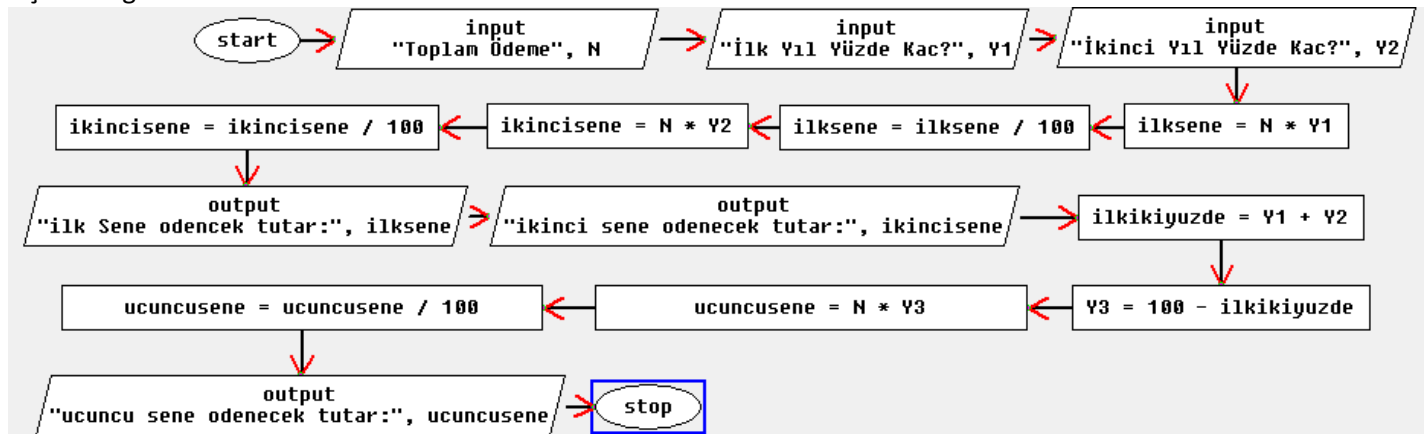 start
input
"Toplam Ödeme", N
input
"İlk Yıl Yüzde Kac?", Y1
input
"İkinci Yıl Yüzde Kac?", Y2
ilksene = N * Y1
ilksene = ilksene / 100
ikincisene = N * Y2
ikincisene = ikincisene / 100
output
"ilk Sene odencek tutar:", ilksene
output
"ikinci sene odenecek tutar:", ikincisene
ilkikiyuzde = Y1 + Y2
Y3 = 100 - ilkikiyuzde
ucuncusene = N * Y3
ucuncusene = ucuncusene / 100
output
"ucuncu sene odenecek tutar:", ucuncusene
stop